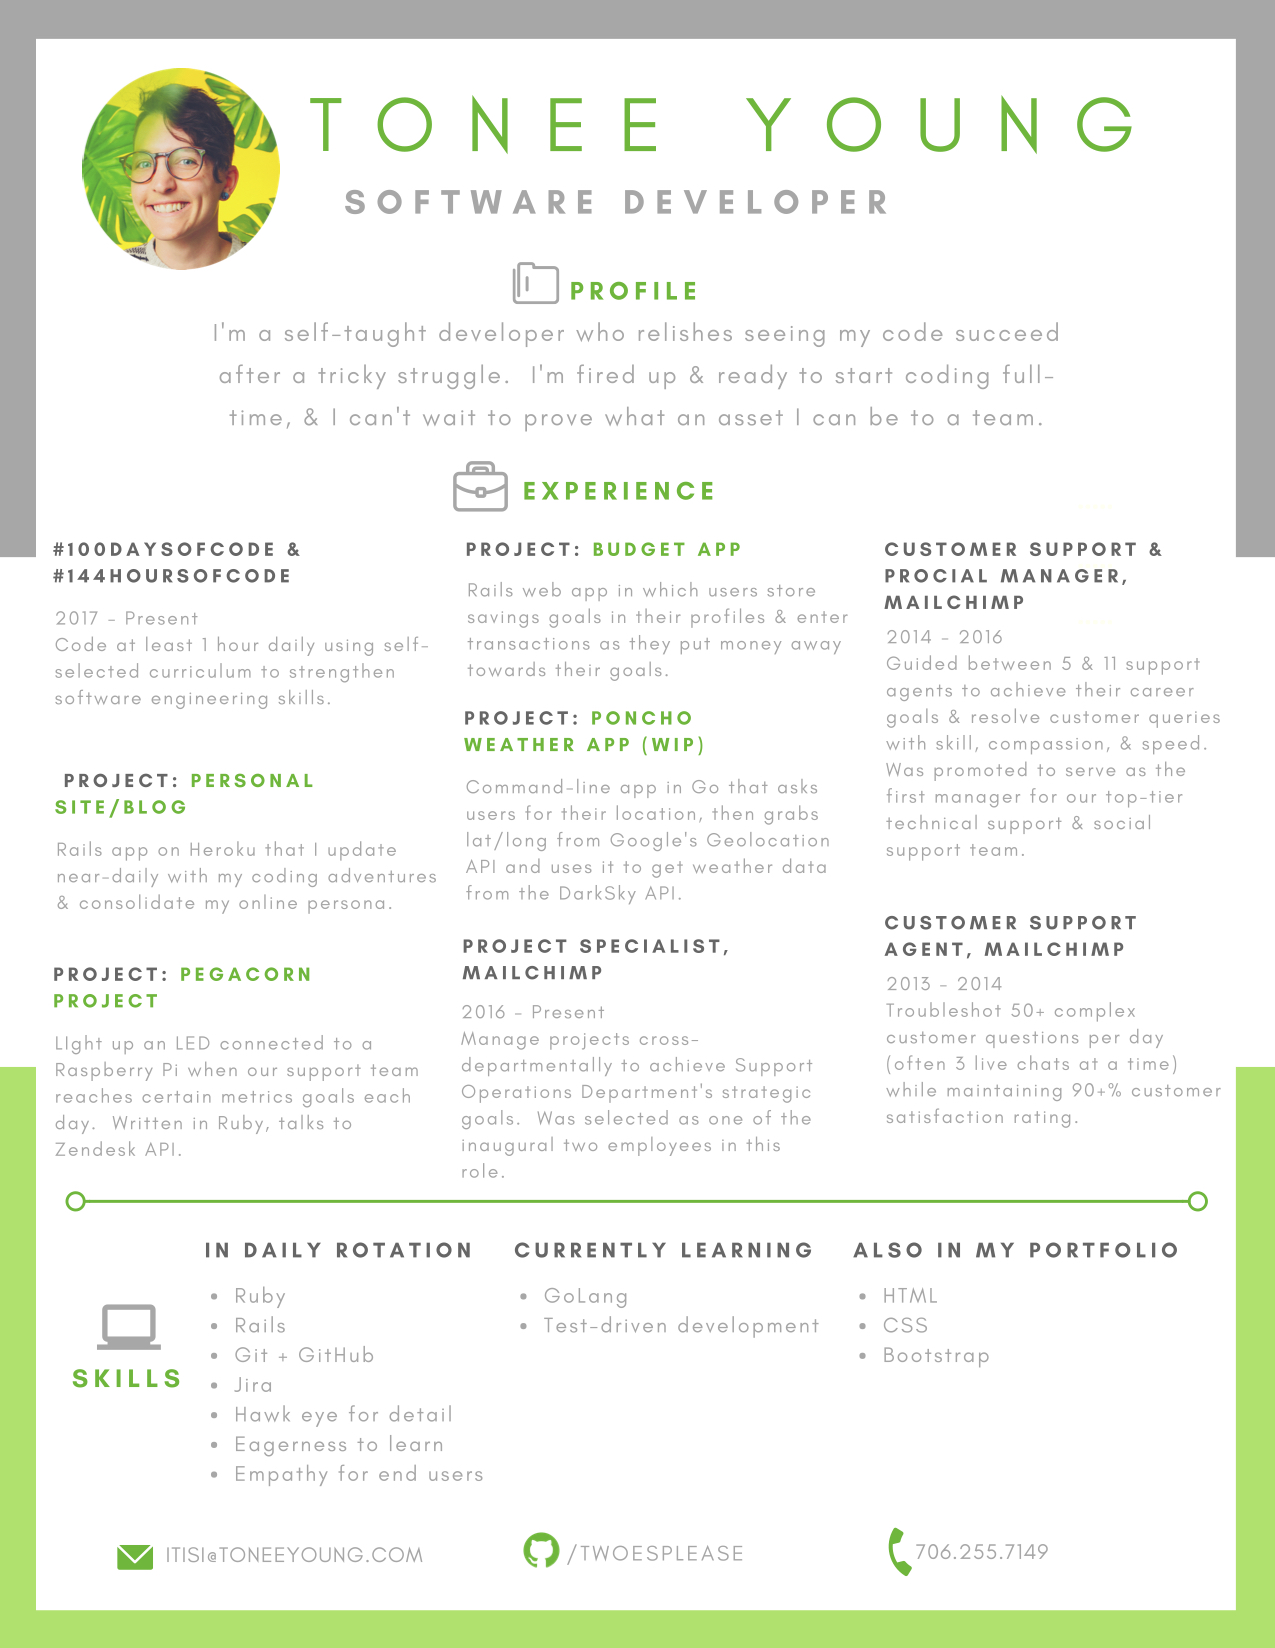 TONEE YOUNG
SOFTWARE DEVELOPER
PROFILE
I'm a self-taught developer who relishes seeing my code succeed
after a tricky struggle.  I'm fired up & ready to start coding full-
time, & I can't wait to prove what an asset I can be to a team.
EXPERIENCE
#100DAYSOFCODE &
#144HOURSOFCODE
2017 - Present
Code at least 1 hour daily using self-
selected curriculum to strengthen
software engineering skills.
PROJECT: PERSONAL
SITE/BLOG
Rails app on Heroku that I update
near-daily with my coding adventures
& consolidate my online persona.
PROJECT: PEGACORN
PROJECT
LIght up an LED connected to a
Raspberry Pi when our support team
reaches certain metrics goals each
day.  Written in Ruby, talks to
Zendesk API.
PROJECT: BUDGET APP
Rails web app in which users store
savings goals in their profiles & enter
transactions as they put money away
towards their goals.
PROJECT: PONCHO
WEATHER APP (WIP)
Command-line app in Go that asks
users for their location, then grabs
lat/long from Google's Geolocation
API and uses it to get weather data
from the DarkSky API.
PROJECT SPECIALIST,
MAILCHIMP
2016 - Present
Manage projects cross-
departmentally to achieve Support
Operations Department's strategic
goals.  Was selected as one of the
inaugural two employees in this
role.
CUSTOMER SUPPORT &
PROCIAL MANAGER,
MAILCHIMP
2014 - 2016
Guided between 5 & 11 support
agents to achieve their career
goals & resolve customer queries
with skill, compassion, & speed.
Was promoted to serve as the
first manager for our top-tier
technical support & social
support team.
CUSTOMER SUPPORT
AGENT, MAILCHIMP
2013 - 2014
Troubleshot 50+ complex
customer questions per day
(often 3 live chats at a time)
while maintaining 90+% customer
satisfaction rating.
SKILLS
IN DAILY ROTATION
• Ruby
• Rails
• Git + GitHub
• Jira
• Hawk eye for detail
• Eagerness to learn
• Empathy for end users
CURRENTLY LEARNING
• GoLang
• Test-driven development
ALSO IN MY PORTFOLIO
• HTML
• CSS
• Bootstrap
ITISI@TONEEYOUNG.COM
/TWOESPLEASE
706.255.7149